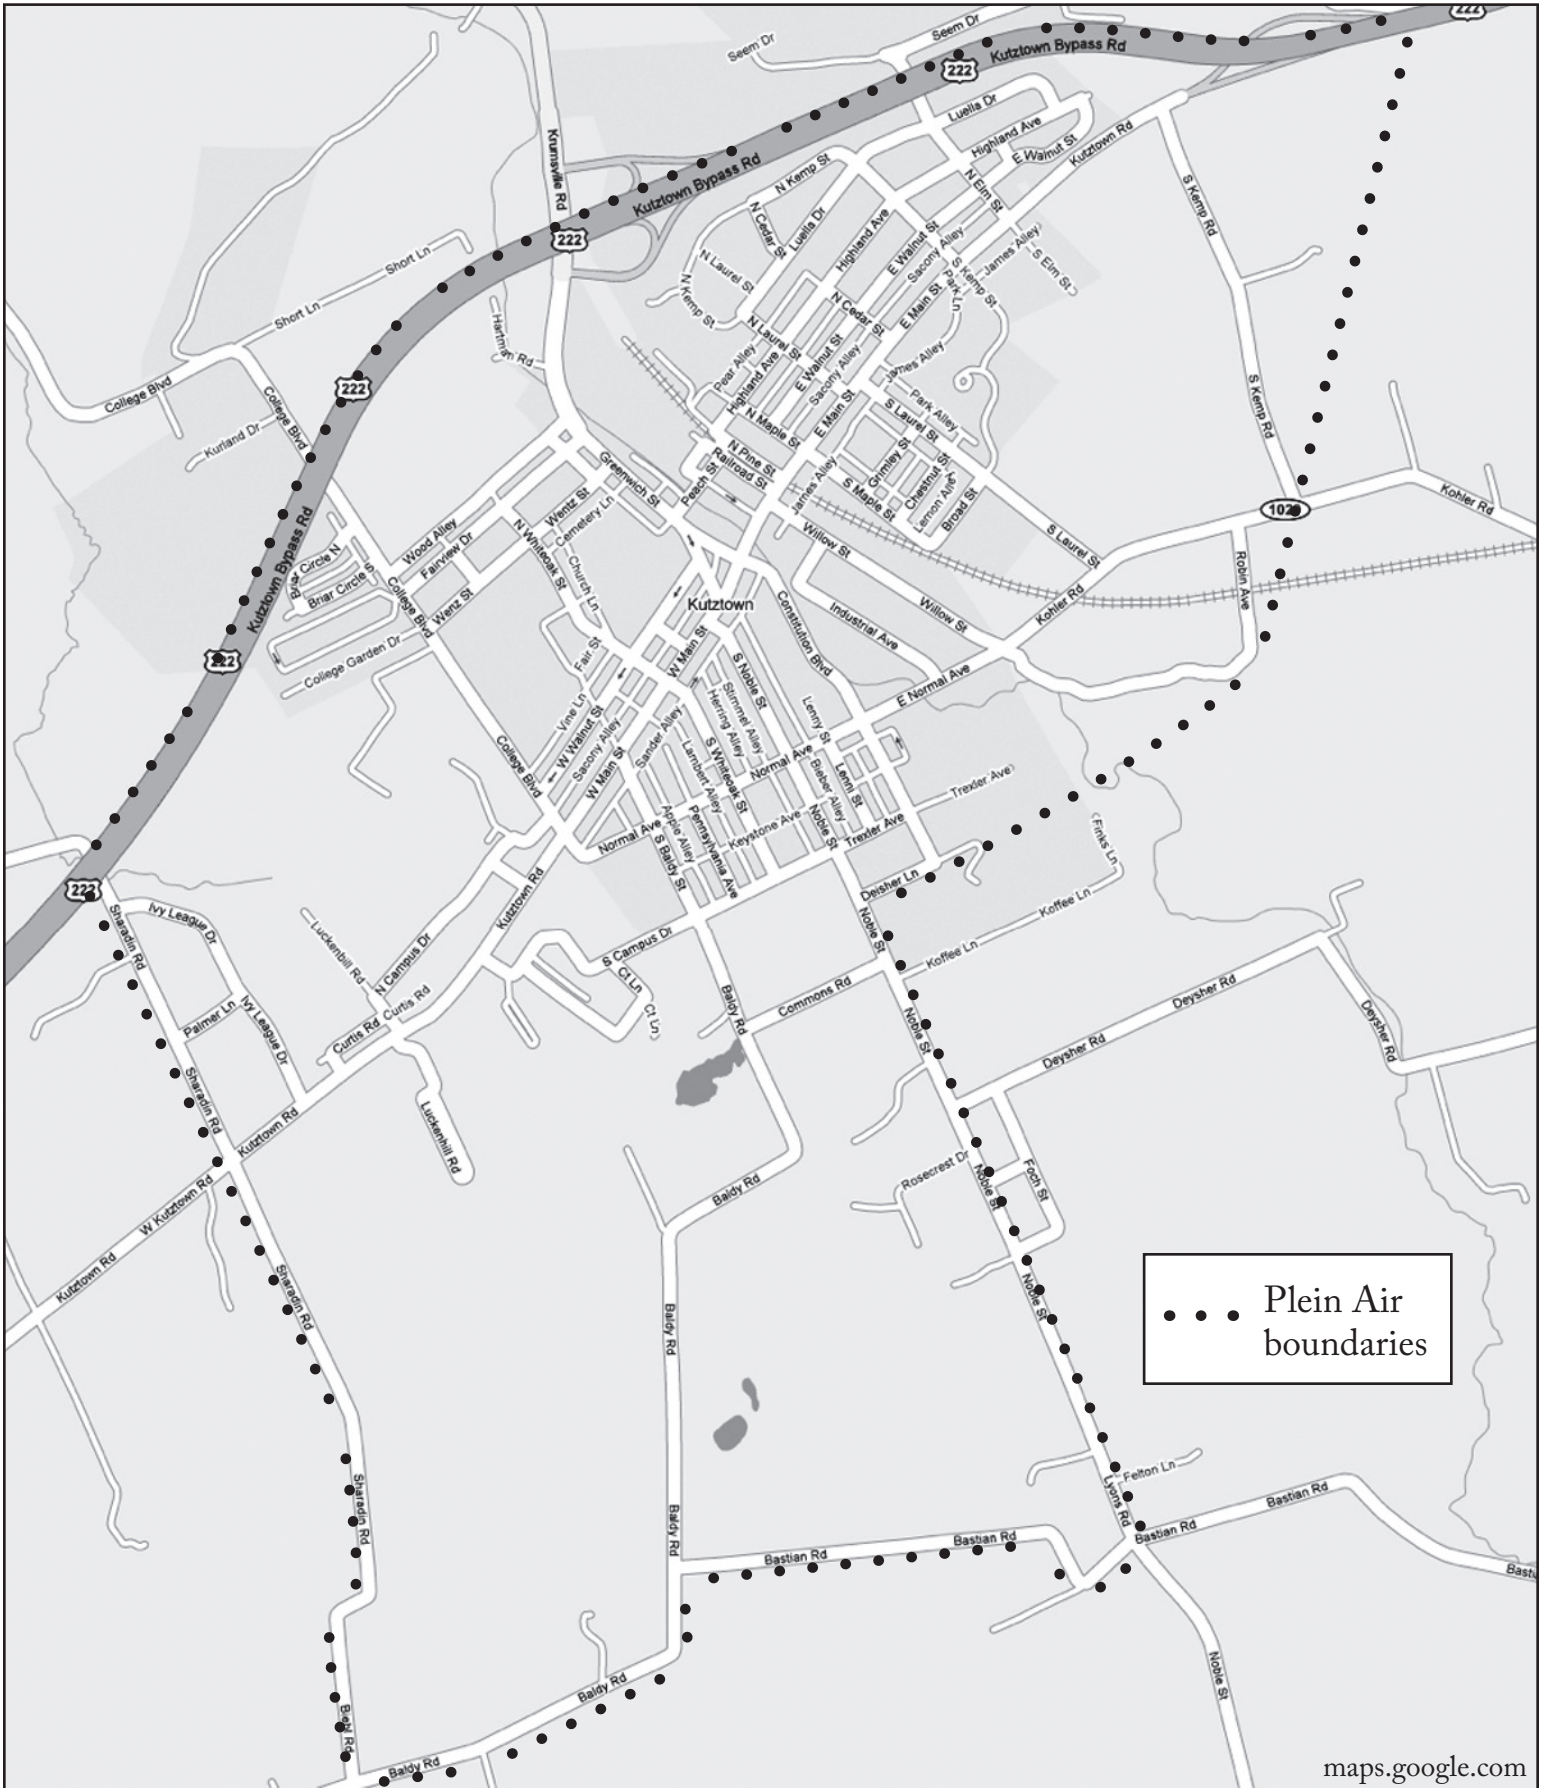 222
Seem Dr
Seem Dr
Kutztown Bypass Rd
222
Luella Dr
Highland Ave
E Walnut St
Kutztown Rd
Krumsville Rd
Kutztown Bypass Rd
N Kemp St
N Elm St
S Kemp Rd
N Cedar St
Luella Dr
Highland Ave
E Walnut St
Sacony Alley
James Alley
S Elm St
222
Short Ln
N Laurel St
S Kemp St
Park Ln
N Kemp St
E Main St
N Cedar St
Short Ln
Hartman Rd
N Laurel St
Pear Alley
E Walnut St
James Alley
222
College Blvd
Highland Ave
Sacony Alley
Park Alley
S Kemp Rd
College Blvd
Kurland Dr
N Maple St
E Main St
S Laurel St
Greenwich St
N Pine St
Railroad St
Grimley St
Chestnut St
Peach St
James Alley
S Maple St
Lemon Alley
Broad St
Kohler Rd
Wentz St
Cemetery Ln
Kutztown Bypass Rd
Wood Alley
Fairview Dr
N Whiteoak St
Willow St
S Laurel St
Briar Circle N
Briar Circle S
Church Ln
Robin Ave
College Blvd
Wenz St
Kutztown
Constitution Blvd
Industrial Ave
Willow St
Kohler Rd
222
College Garden Dr
Fair St
W Main St
S Noble St
E Normal Ave
Vine Ln
Stimmel Alley
Herring Alley
Lenny St
W Walnut St
Sacony Alley
Sander Alley
College Blvd
W Main St
Lambert Alley
S Whiteoak St
Normal Ave
Bieber Alley
Lenni St
Trexler Ave
Normal Ave
Apple Alley
Pennsylvania Ave
Keystone Ave
Noble St
Trexler Ave
Finks Ln
S Baldy St
222
Kutztown Rd
Deisher Ln
Koffee Ln
Sharadin Rd
Ivy League Dr
Luckenbill Rd
N Campus Dr
S Campus Dr
Noble St
Koffee Ln
Ct Ln
Ct Ln
Palmer Ln
Ivy League Dr
Curtis Rd
Curtis Rd
Baldy Rd
Commons Rd
Noble St
Deysher Rd
Deysher Rd
Deysher Rd
Sharadin Rd
Kutztown Rd
Luckenhill Rd
W Kutztown Rd
Baldy Rd
Rosecrest Dr
Noble St
Foch St
Kutztown Rd
Sharadin Rd
Baldy Rd
Noble St
Plein Air
boundaries
Sharadin Rd
Baldy Rd
Felton Ln
Lyons Rd
Bastian Rd
Bastian Rd
Bastian Rd
Bastian Rd
Baldy Rd
Noble St
Biehl Rd
Baldy Rd
maps.google.com